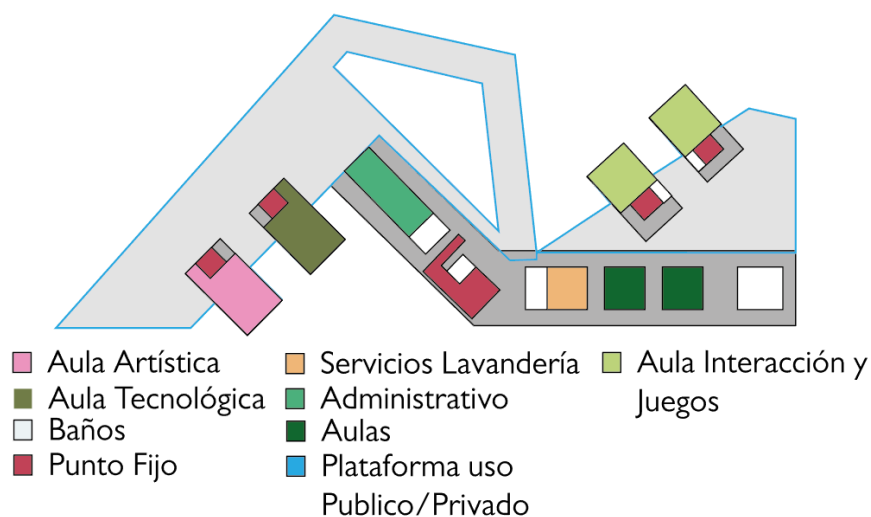 Aula Artística
Aula Tecnológica
Baños
Punto Fijo
Servicios Lavandería
Administrativo
Aulas
Plataforma uso
Publico/Privado
Aula Interacción y
Juegos